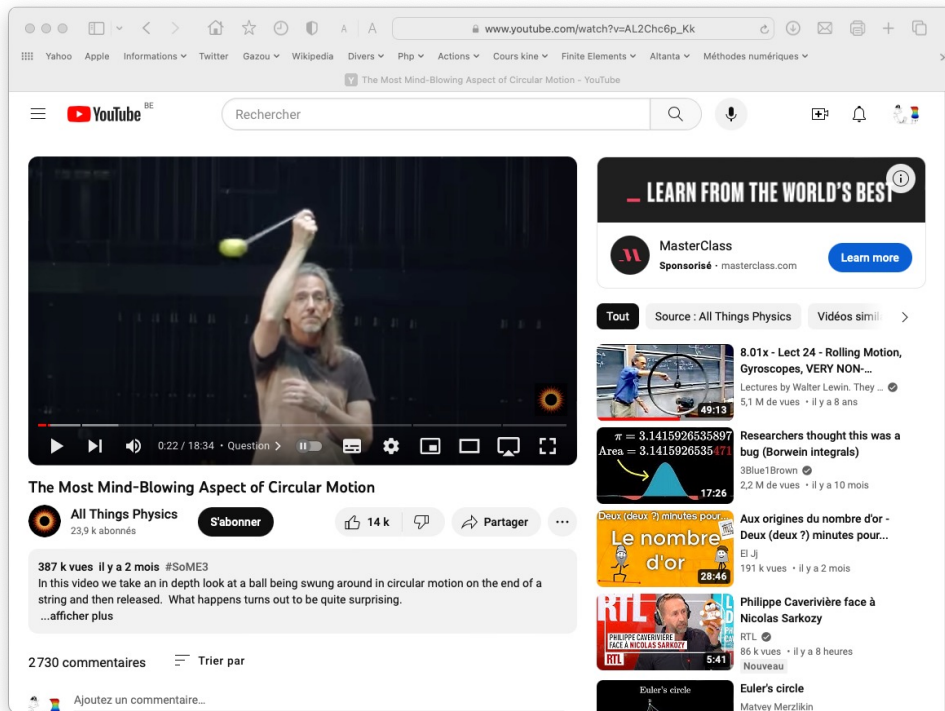 www.youtube.com/watch?v=AL2Chc6p_Kk
Yahoo Apple Informations Twitter Gazou Wikipedia Divers Php Actions Cours kine Finite Elements Altanta Méthodes numériques
Y The Most Mind-Blowing Aspect of Circular Motion - YouTube
YouTube BE
Rechercher
0:22 / 18:34 • Question
The Most Mind-Blowing Aspect of Circular Motion
All Things Physics
23,9 k abonnés
S'abonner
14 k
Partager
387 k vues il y a 2 mois #SoME3
In this video we take an in depth look at a ball being swung around in circular motion on the end of a
string and then released. What happens turns out to be quite surprising.
...afficher plus
2 730 commentaires
Trier par
Ajoutez un commentaire...
LEARN FROM THE WORLD'S BEST
MasterClass
Sponsorisé · masterclass.com
Learn more
Tout
Source : All Things Physics
Vidéos simil
49:13
8.01x - Lect 24 - Rolling Motion,
Gyroscopes, VERY NON-...
Lectures by Walter Lewin. They ...
5,1 M de vues • il y a 8 ans
π = 3.1415926535897
Area = 3.1415926535471
17:26
Researchers thought this was a
bug (Borwein integrals)
3Blue1Brown
2,2 M de vues • il y a 10 mois
Deux (deux ?) minutes pour...
Le nombre
d'or
28:46
Aux origines du nombre d'or -
Deux (deux ?) minutes pour...
El Jj
191 k vues • il y a 2 mois
RTL
PHILIPPE CAVERIVIÈRE
FACE À NICOLAS SARKOZY
RTL
5:41
Philippe Caverivière face à
Nicolas Sarkozy
RTL
86 k vues • il y a 8 heures
Nouveau
Euler's circle
Euler's circle
Matvey Merzlikin